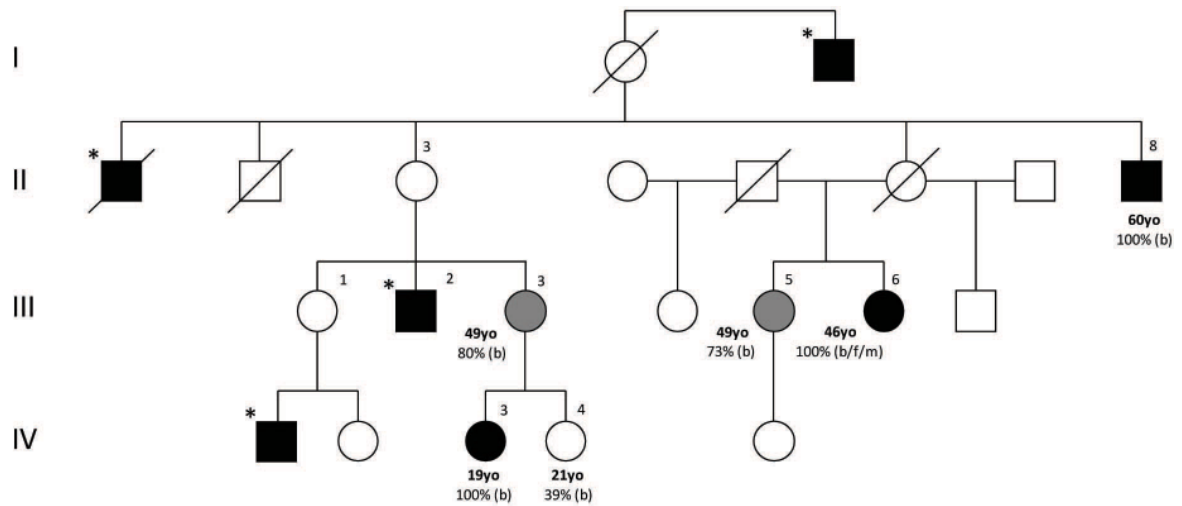 I
*
II
*
3
8
60yo
100% (b)
III
1
*
2
3
5
6
49yo
80% (b)
49yo
73% (b)
46yo
100% (b/f/m)
IV
*
3
4
19yo
100% (b)
21yo
39% (b)